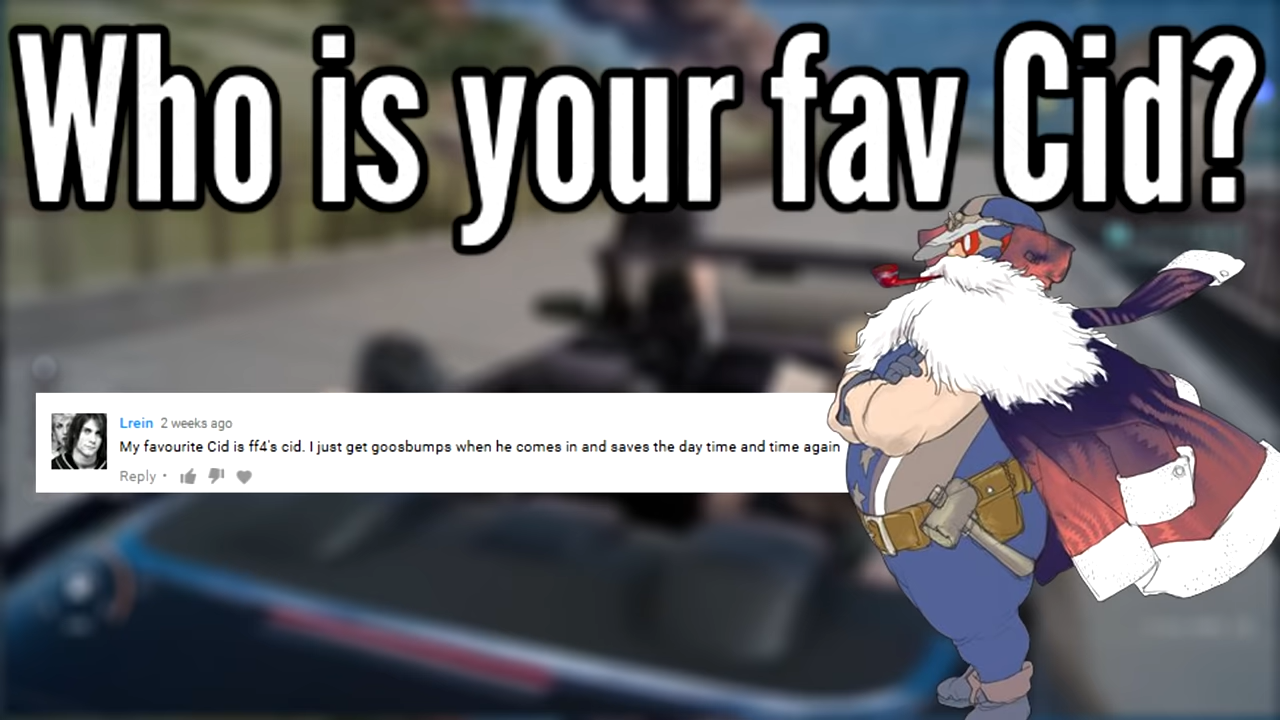 Who is your fav Cid?
Lrein 2 weeks ago
My favourite Cid is ff4's cid. I just get goosbumps when he comes in and saves the day time and time again
Reply •